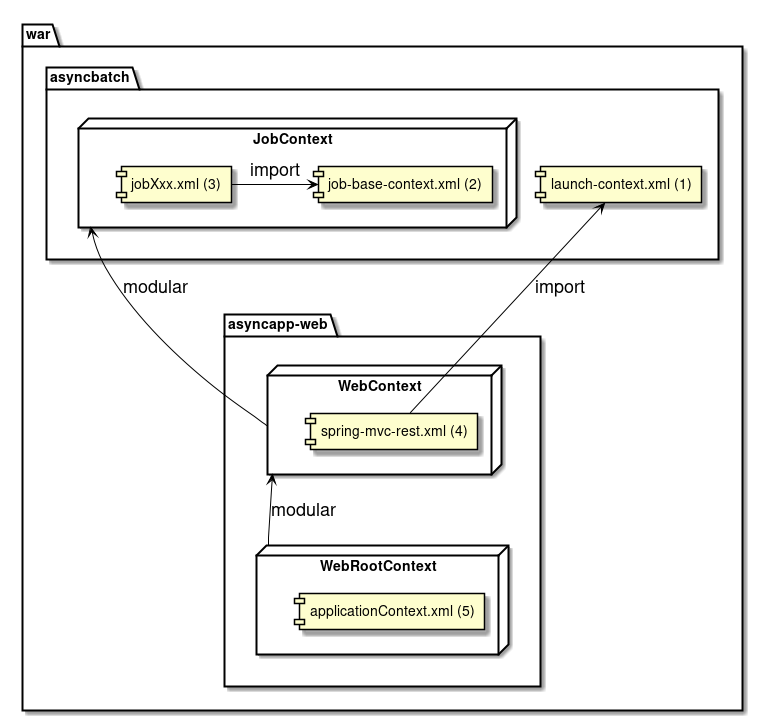 war
asyncbatch
JobContext
import
jobXxx.xml (3)
job-base-context.xml (2)
launch-context.xml (1)
modular
import
asyncapp-web
WebContext
spring-mvc-rest.xml (4)
modular
WebRootContext
applicationContext.xml (5)